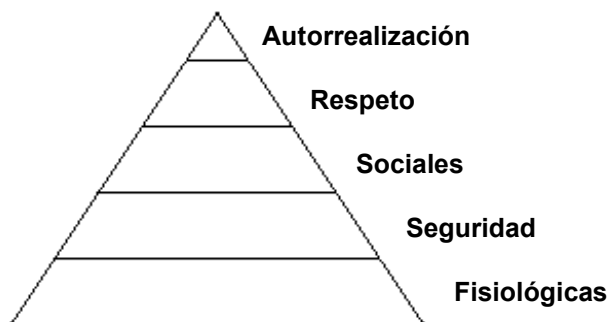 Autorrealización
Respeto
Sociales
Seguridad
Fisiológicas